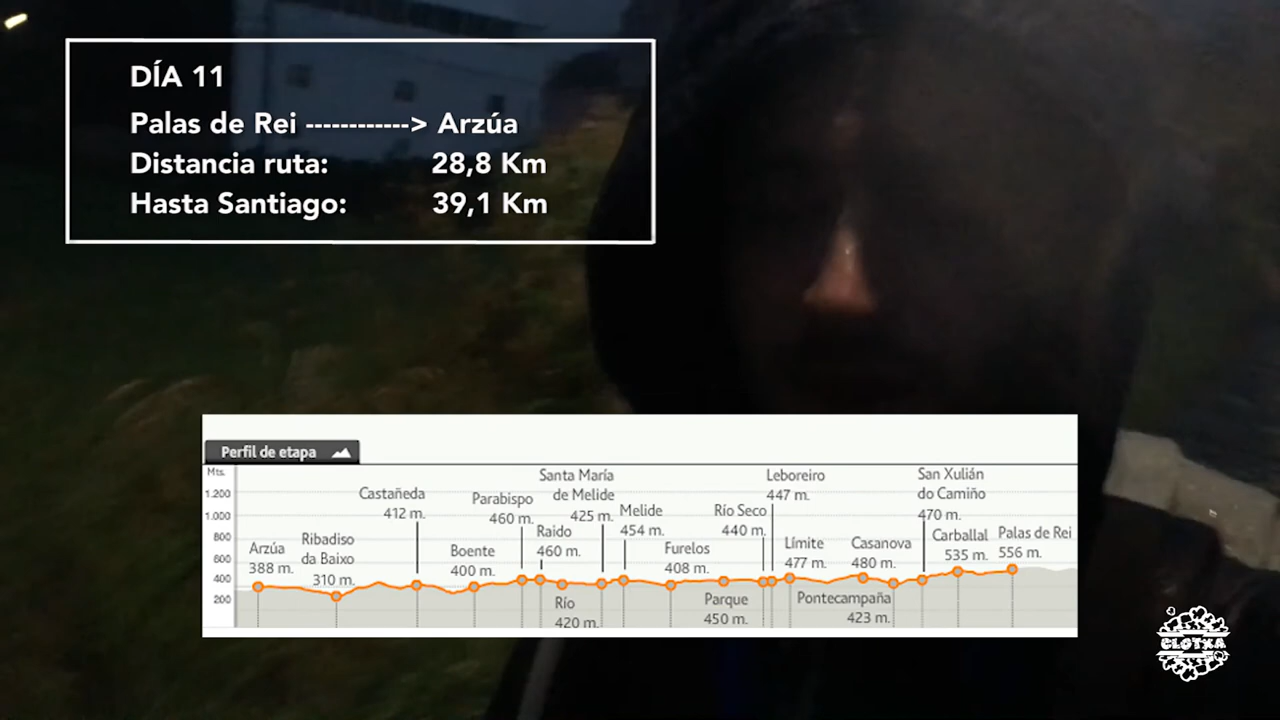 DÍA 11
Palas de Rei ------------> Arzúa
Distancia ruta: 28,8 Km
Hasta Santiago: 39,1 Km
Perfil de etapa
Mts.
1.200
1.000
800
600
400
200
Arzúa
388 m.
Ribadiso
da Baixo
310 m.
Castañeda
412 m.
Boente
400 m.
Parabispo
460 m.
Raido
460 m.
Río
420 m.
Santa María
de Melide
425 m.
Melide
454 m.
Furelos
408 m.
Parque
450 m.
Río Seco
440 m.
Leboreiro
447 m.
Límite
477 m.
Casanova
480 m.
Pontecampaña
423 m.
San Xulián
do Camiño
470 m.
Carballal
535 m.
Palas de Rei
556 m.
CLOTXA